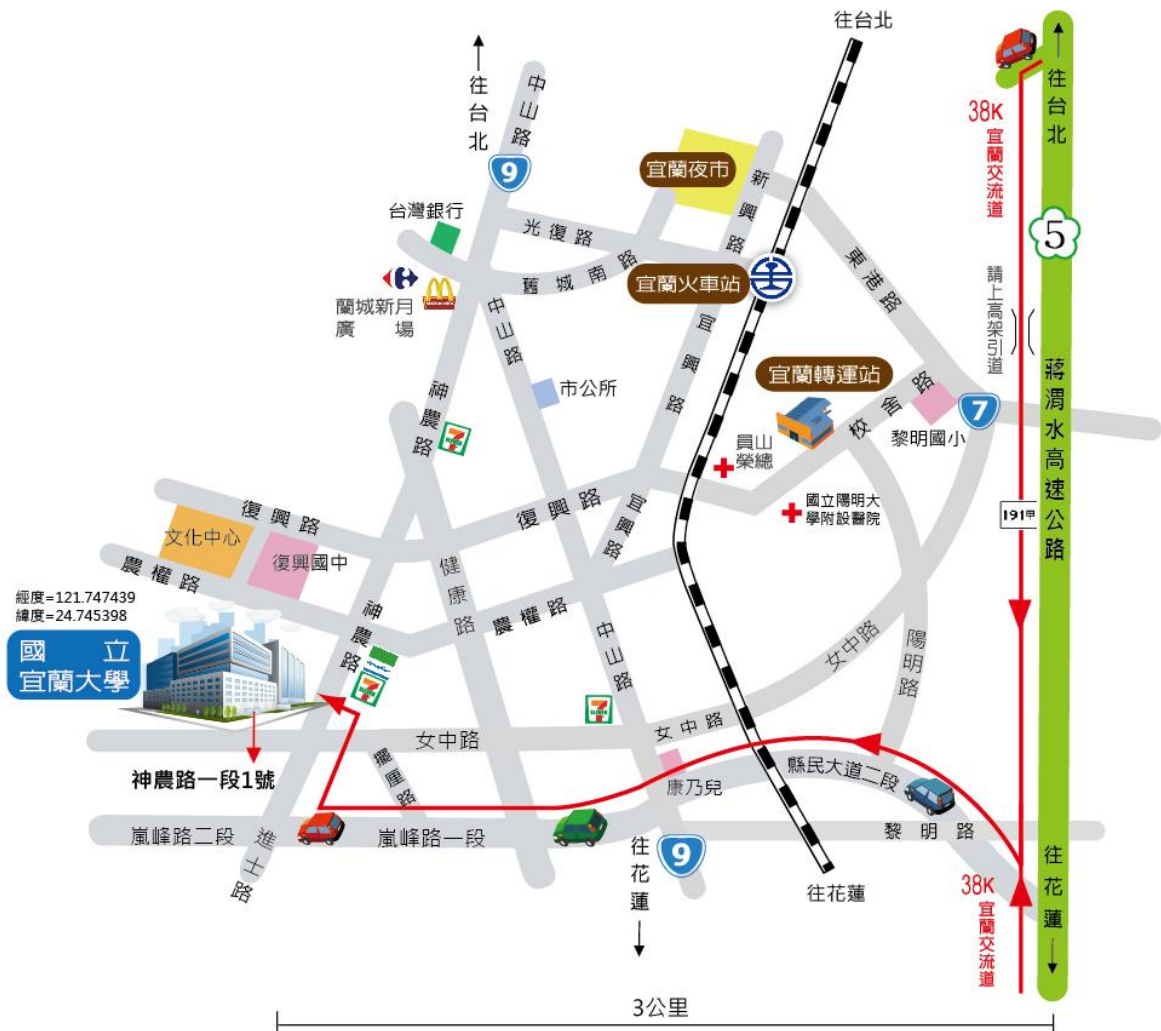 往台北
往台北
中山路
9
宜蘭夜市
新興路
38K
宜蘭交流道
往台北
5
台灣銀行
光復路
東港路
舊城南路
宜蘭火車站
請上高架引道
蘭城新月
廣場
McDonald's
中山路
宜興路
蔣渭水高速公路
宜蘭轉運站
校舍路
7
市公所
神農路
7
ELEVEN
黎明國小
員山
榮總
國立陽明大
學附設醫院
191甲
復興路
復興路
宜興路
文化中心
復興國中
健康路
農權路
農權路
經度=121.747439
緯度=24.745398
國立
宜蘭大學
神農路
中山路
女中路
陽明路
7
ELEVEN
7
ELEVEN
女中路
女中路
擺厘路
神農路一段1號
康乃兒
縣民大道二段
嵐峰路二段
進士路
嵐峰路一段
黎明路
往花蓮
9
往花蓮
38K
宜蘭交流道
往花蓮
3公里